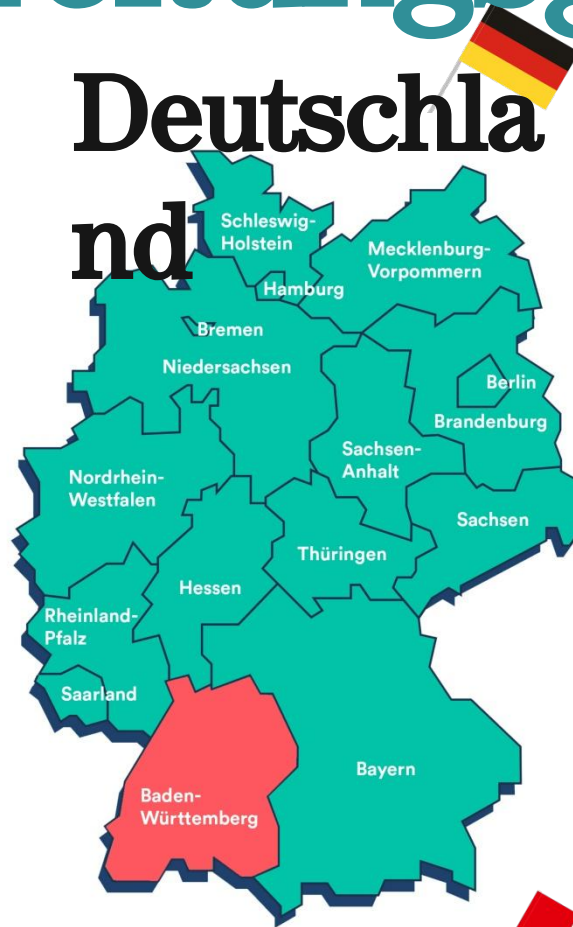 Deutschla
nd
Schleswig-
Holstein
Mecklenburg-
Vorpommern
Hamburg
Bremen
Niedersachsen
Berlin
Brandenburg
Sachsen-
Anhalt
Nordrhein-
Westfalen
Sachsen
Thüringen
Hessen
Rheinland-
Pfalz
Saarland
Bayern
Baden-
Württemberg